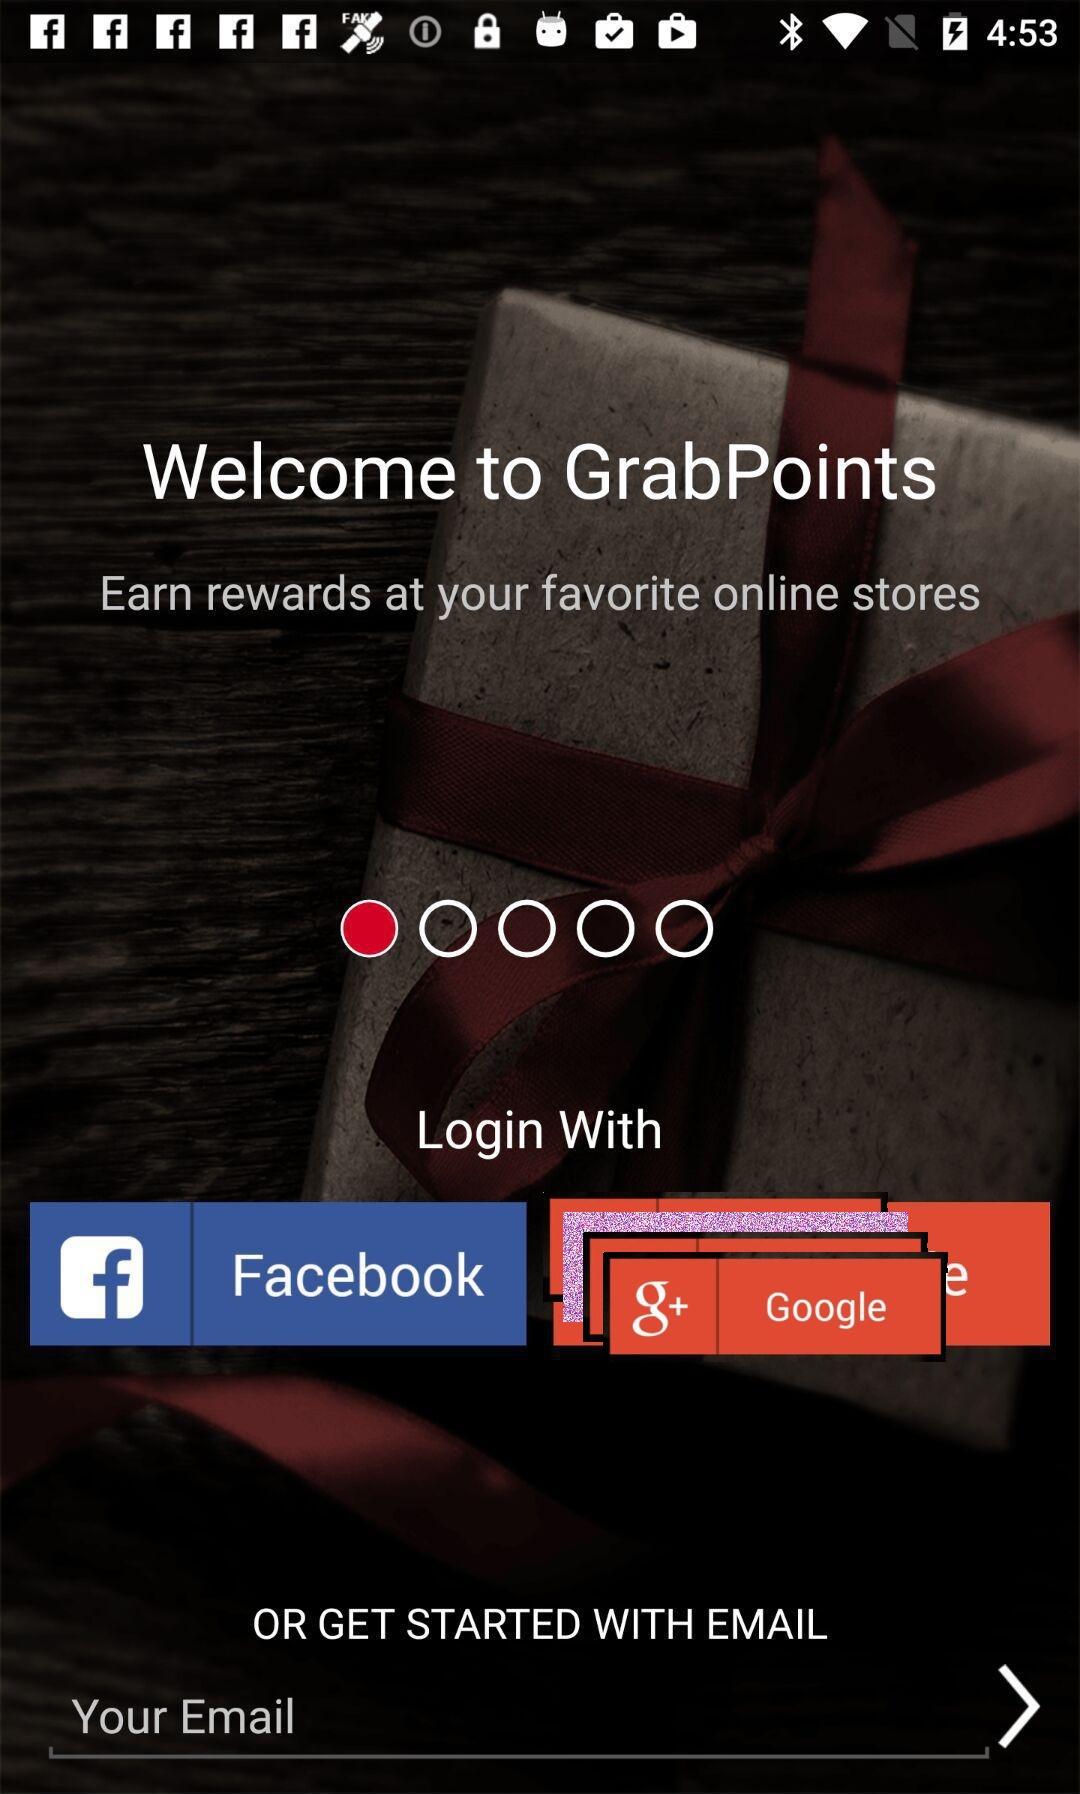 FAKE 4:53
Welcome to GrabPoints
Earn rewards at your favorite online stores
Login With
Facebook
g+ Google
OR GET STARTED WITH EMAIL
Your Email